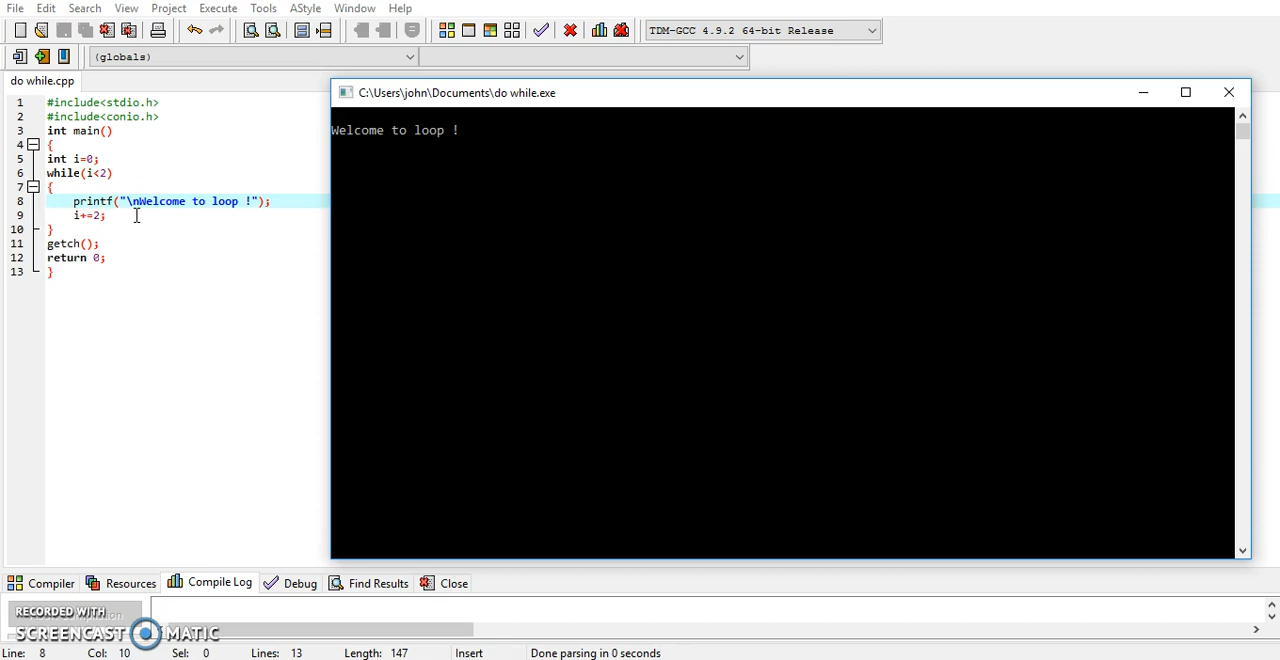 File Edit Search View Project Execute Tools AStyle Window Help
TDM-GCC 4.9.2 64-bit Release
(globals)
do while.cpp
C:\Users\john\Documents\do while.exe
1 #include<stdio.h>
2 #include<conio.h>
3 int main()
4 {
5 int i=0;
6 while(i<2)
7 {
8 printf("\nWelcome to loop !");
9 i+=2;
10 }
11 getch();
12 return 0;
13 }
Welcome to loop !
Compiler Resources Compile Log Debug Find Results Close
RECORDED WITH
SCREENCAST MATIC
Line: 8 Col: 10 Sel: 0 Lines: 13 Length: 147 Insert Done parsing in 0 seconds